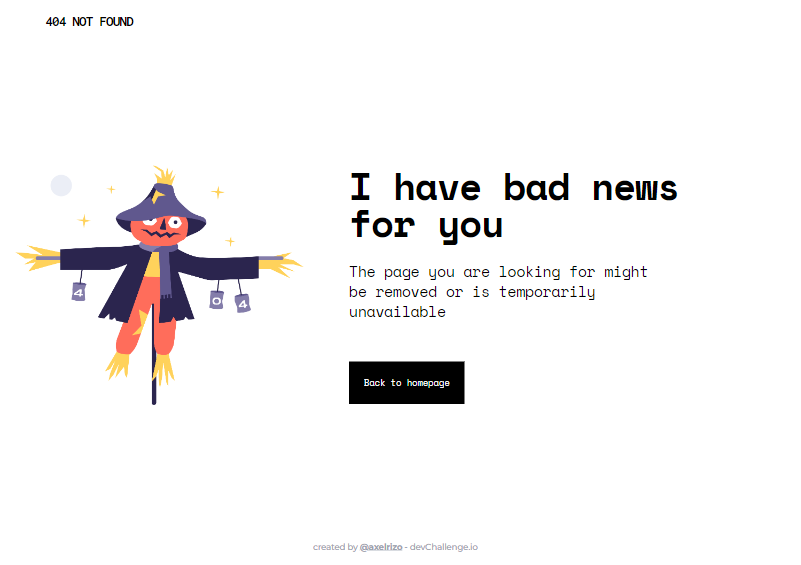 404 NOT FOUND
I have bad news
for you
The page you are looking for might
be removed or is temporarily
unavailable
4
0
4
Back to homepage
created by @axelrizo - devChallenge.io